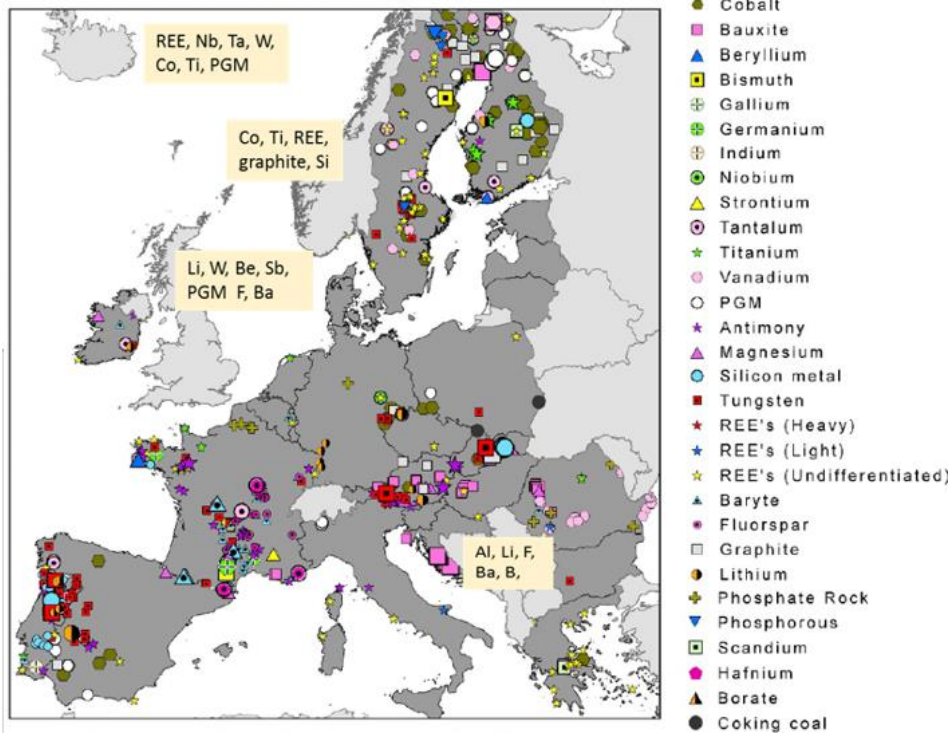 REE, Nb, Ta, W,
Co, Ti, PGM
Co, Ti, REE,
graphite, Si
Li, W, Be, Sb,
PGM F, Ba
Al, Li, F,
Ba, B,
Cobalt
Bauxite
Beryllium
Bismuth
Gallium
Germanium
Indium
Niobium
Strontium
Tantalum
Titanium
Vanadium
PGM
Antimony
Magnesium
Silicon metal
Tungsten
REE's (Heavy)
REE's (Light)
REE's (Undifferentiated)
Baryte
Fluorspar
Graphite
Lithium
Phosphate Rock
Phosphorous
Scandium
Hafnium
Borate
Coking coal